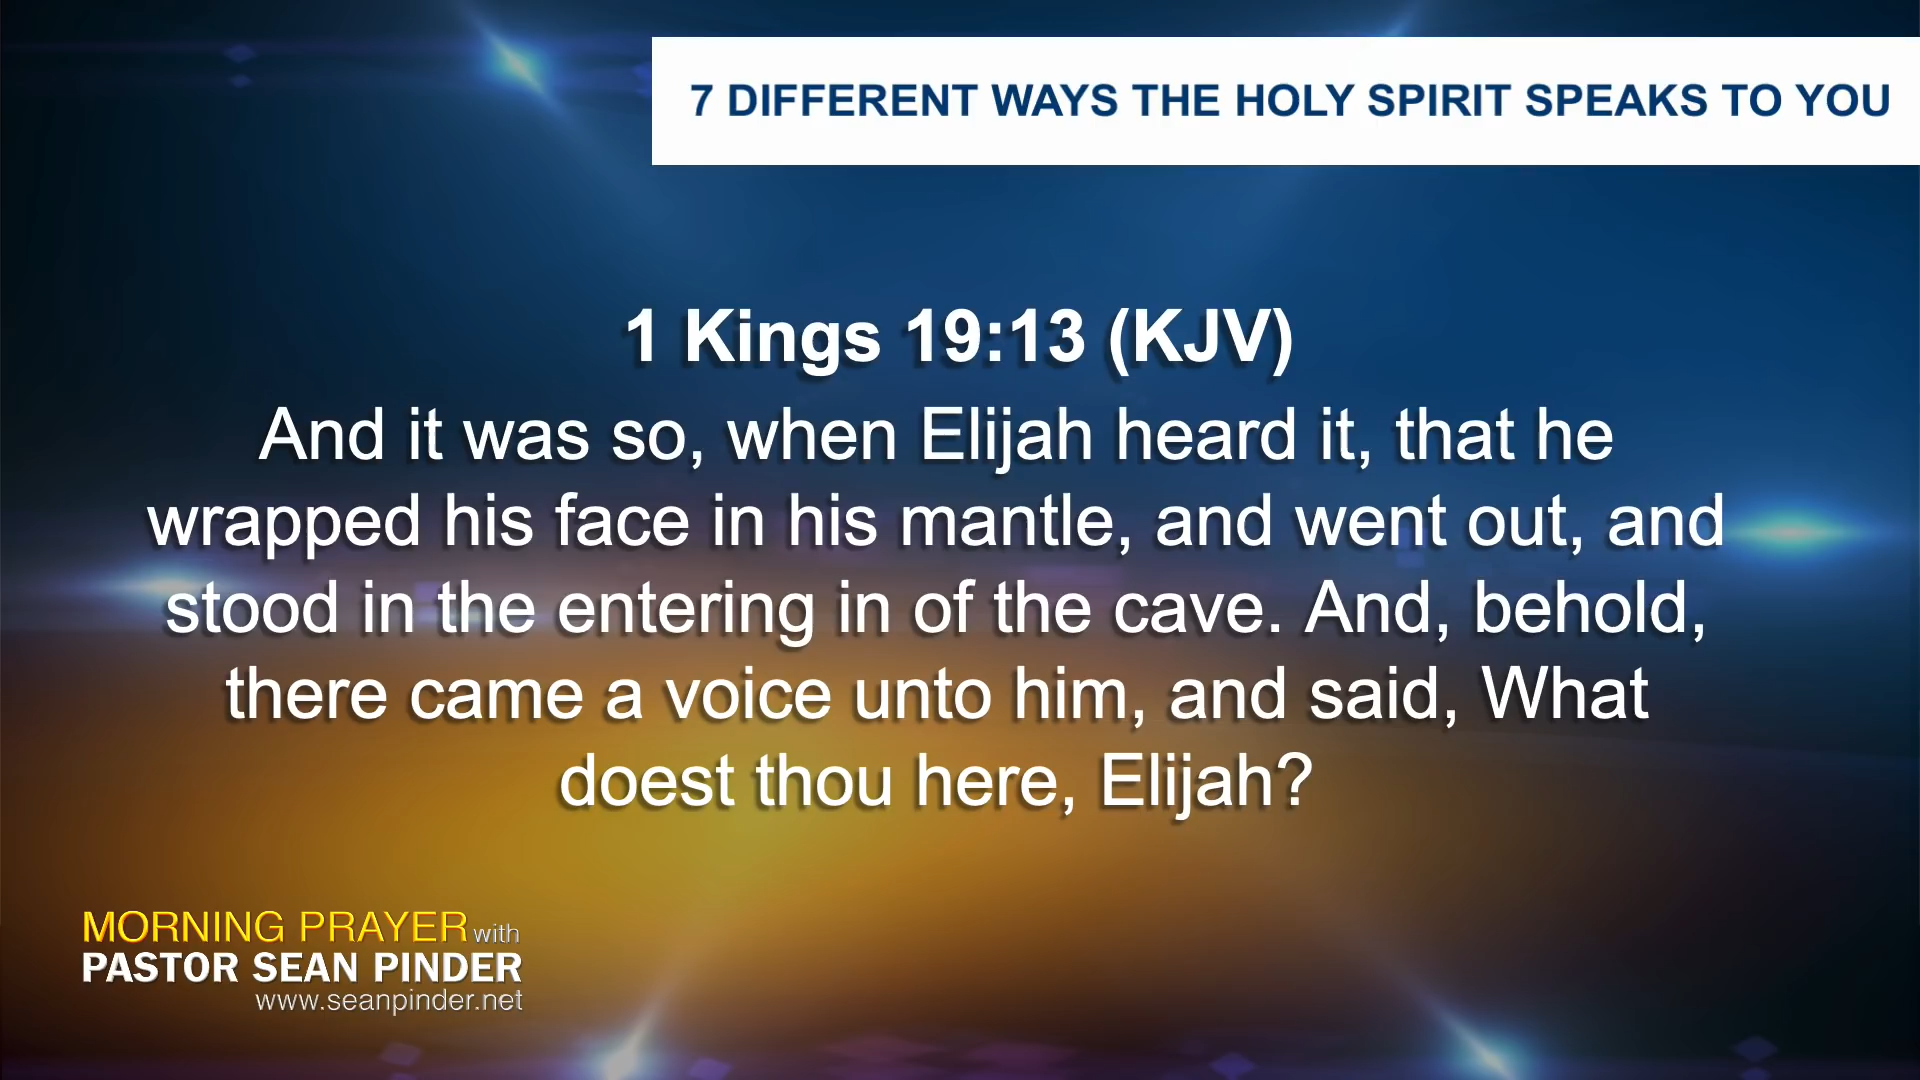 7 DIFFERENT WAYS THE HOLY SPIRIT SPEAKS TO YOU
1 Kings 19:13 (KJV)
And it was so, when Elijah heard it, that he
wrapped his face in his mantle, and went out, and
stood in the entering in of the cave. And, behold,
there came a voice unto him, and said, What
doest thou here, Elijah?
MORNING PRAYER with
PASTOR SEAN PINDER
www.seanpinder.net